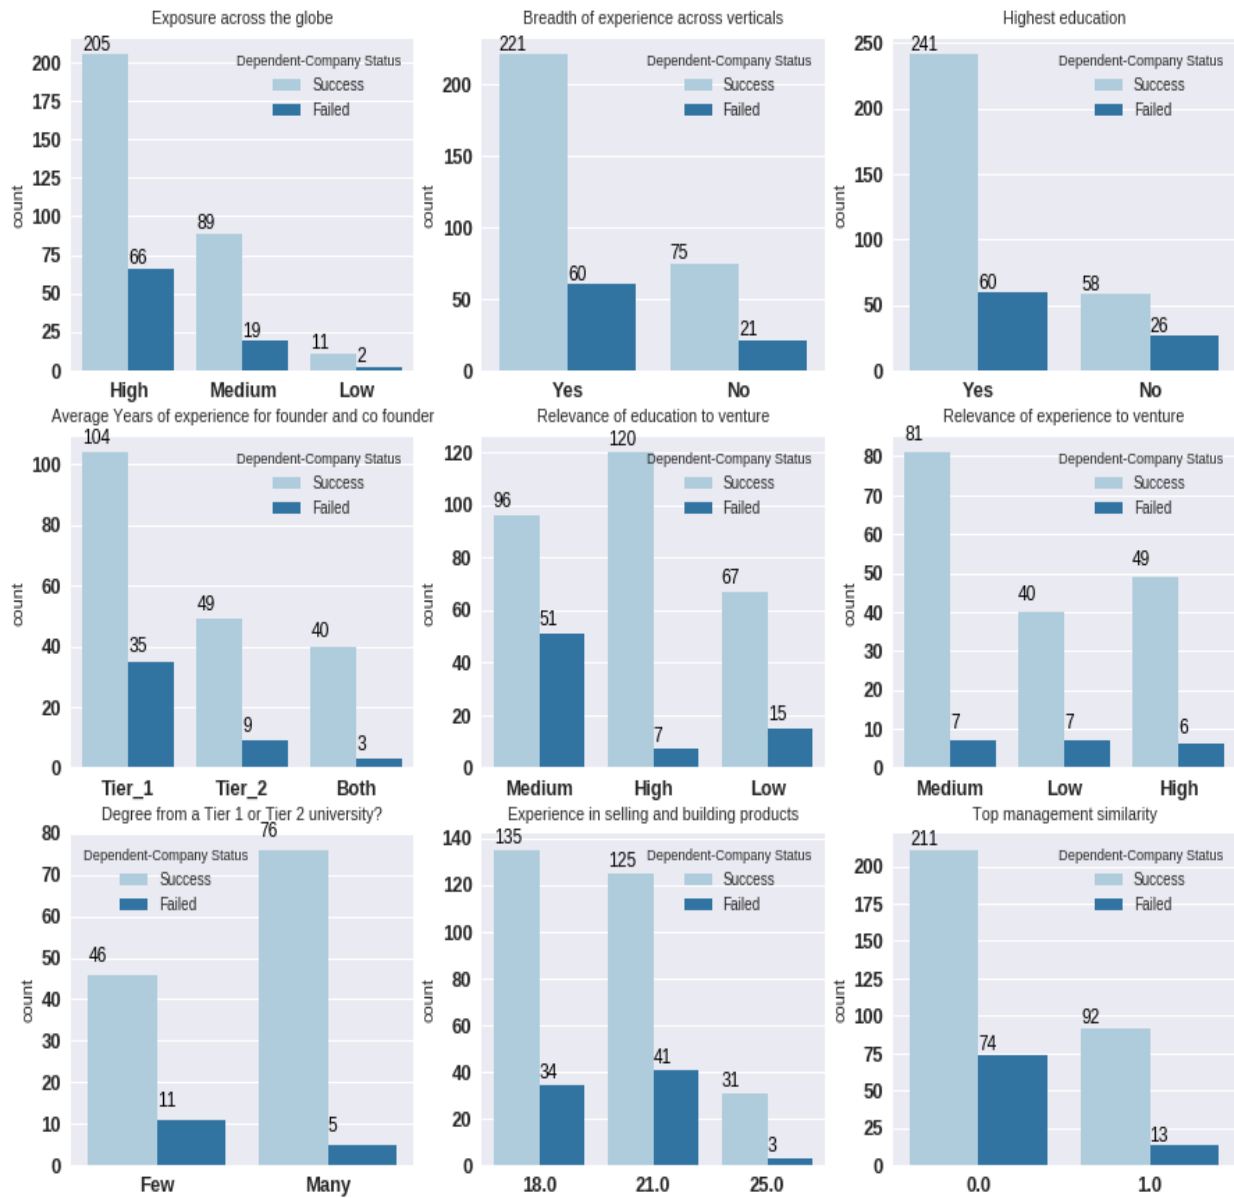 Exposure across the globe
205
200
175
150
125
100
75
50
25
0
count
Dependent-Company Status
Success
Failed
66
89
19
11
2
High Medium Low
Breadth of experience across verticals
221
200
150
100
50
0
count
Dependent-Company Status
Success
Failed
60
75
21
Yes No
Highest education
241
250
200
150
100
50
0
count
Dependent-Company Status
Success
Failed
60
58
26
Yes No
Average Years of experience for founder and co founder
104
100
80
60
40
20
0
count
Dependent-Company Status
Success
Failed
35
49
9
40
3
Tier_1 Tier_2 Both
Relevance of education to venture
120
100
80
60
40
20
0
count
Dependent-Company Status
Success
Failed
96
51
120
7
67
15
Medium High Low
Relevance of experience to venture
81
80
70
60
50
40
30
20
10
0
count
Dependent-Company Status
Success
Failed
7
40
7
49
6
Medium Low High
Degree from a Tier 1 or Tier 2 university?
80
70
60
50
40
30
20
10
0
count
Dependent-Company Status
Success
Failed
46
11
76
5
Few Many
Experience in selling and building products
140
120
100
80
60
40
20
0
count
Dependent-Company Status
Success
Failed
135
34
125
41
31
3
18.0 21.0 25.0
Top management similarity
211
200
175
150
125
100
75
50
25
0
count
Dependent-Company Status
Success
Failed
74
92
13
0.0 1.0